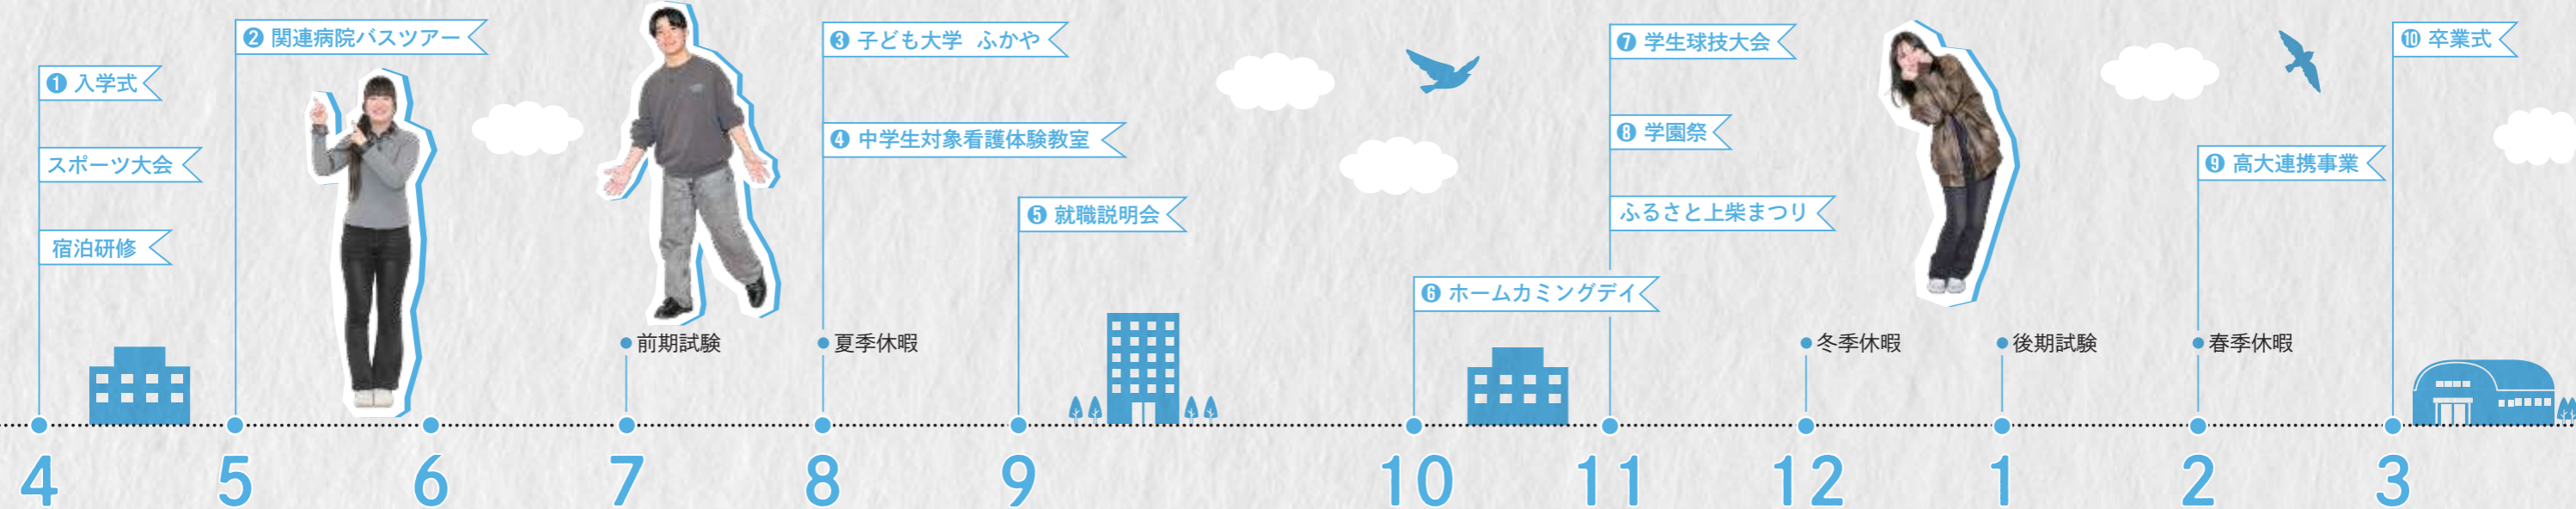 ❶ 入学式
スポーツ大会
宿泊研修
❷ 関連病院バスツアー
前期試験
❸ 子ども大学 ふかや
❹ 中学生対象看護体験教室
夏季休暇
❺ 就職説明会
❻ ホームカミングデイ
❼ 学生球技大会
❽ 学園祭
ふるさと上柴まつり
冬季休暇
後期試験
❾ 高大連携事業
春季休暇
❿ 卒業式
4 5 6 7 8 9 10 11 12 1 2 3